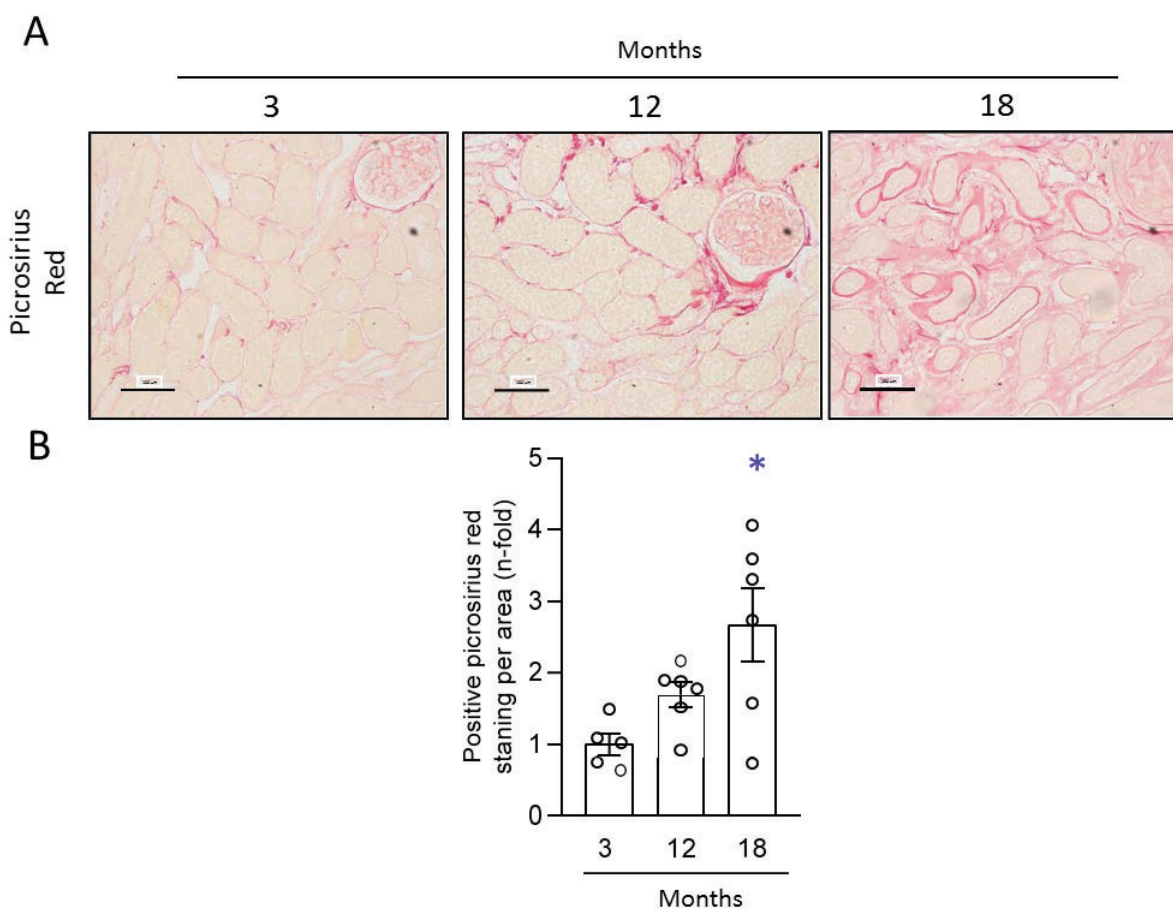 A
Months
3 12 18
Picrosirius
Red
B
Positive picrosirius red
staning per area (n-fold)
5
4
3
2
1
0
*
3 12 18
Months